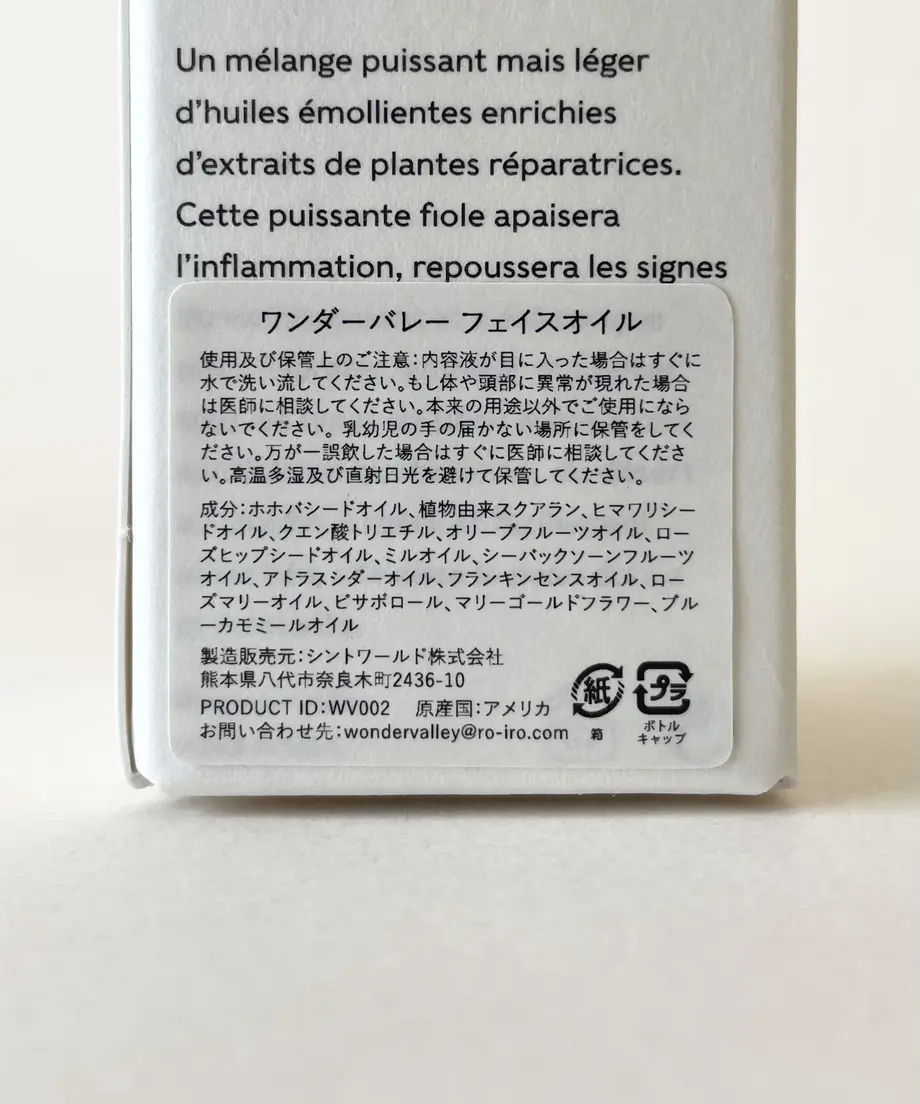 Un mélange puissant mais léger
d’huiles émollientes enrichies
d’extraits de plantes réparatrices.
Cette puissante fiole apaisera
l’inflammation, repoussera les signes
ワンダーバレー フェイスオイル
使用及び保管上のご注意：内容液が目に入った場合はすぐに
水で洗い流してください。もし体や頭部に異常が現れた場合
は医師に相談してください。本来の用途以外でご使用になら
ないでください。 乳幼児の手の届かない場所に保管をしてく
ださい。万が一誤飲した場合はすぐに医師に相談してくださ
い。高温多湿及び直射日光を避けて保管してください。
成分：ホホバシードオイル、植物由来スクアラン、ヒマワリシー
ドオイル、クエン酸トリエチル、オリーブフルーツオイル、ロー
ズヒップシードオイル、ミルオイル、シーバックソーンフルーツ
オイル、アトラスシダーオイル、フランキンセンスオイル、ロー
ズマリーオイル、ビサボロール、マリーゴールドフラワー、ブル
ーカモミールオイル
製造販売元：シントワールド株式会社
熊本県八代市奈良木町2436-10
PRODUCT ID：WV002 原産国：アメリカ
お問い合わせ先：wondervalley@ro-iro.com
紙
箱
プラ
ボトル
キャップ